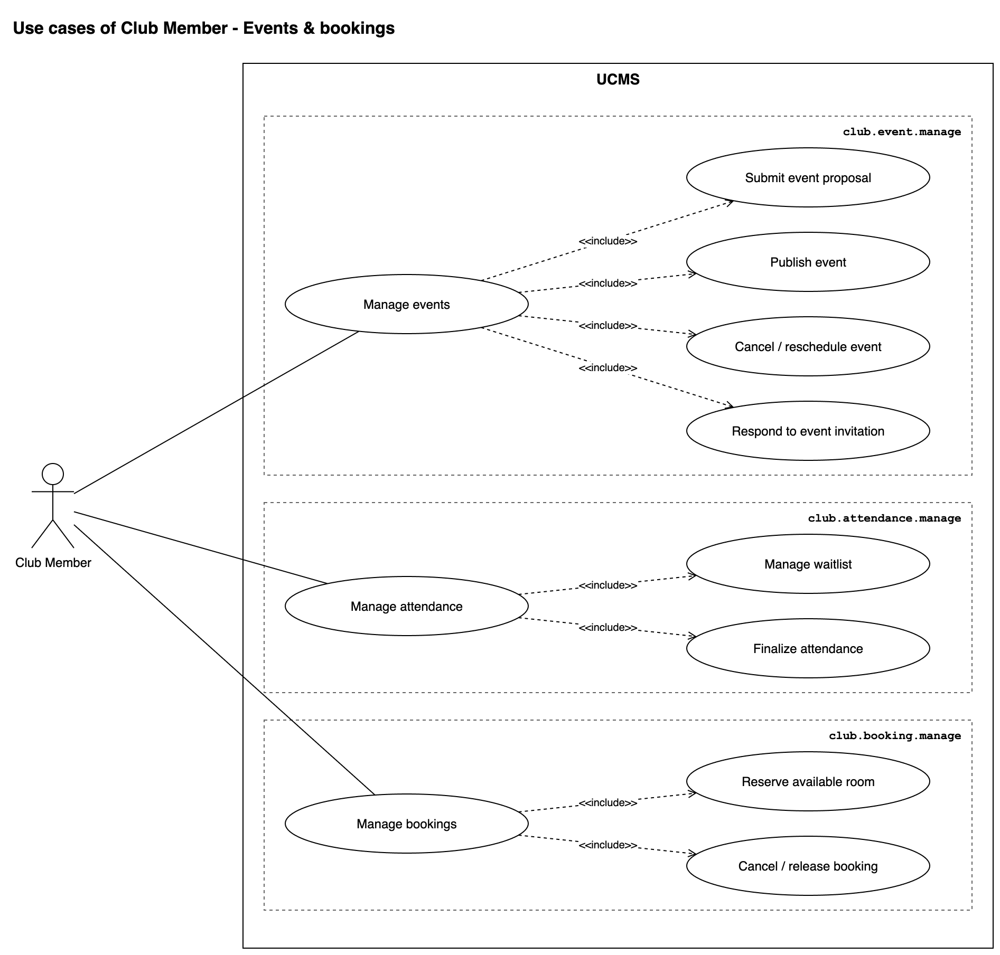 Use cases of Club Member - Events & bookings
UCMS
club.event.manage
Submit event proposal
<<include>>
Publish event
<<include>>
Manage events
<<include>>
Cancel / reschedule event
<<include>>
Respond to event invitation
Club Member
club.attendance.manage
Manage waitlist
<<include>>
Manage attendance
<<include>>
Finalize attendance
club.booking.manage
Reserve available room
<<include>>
Manage bookings
<<include>>
Cancel / release booking